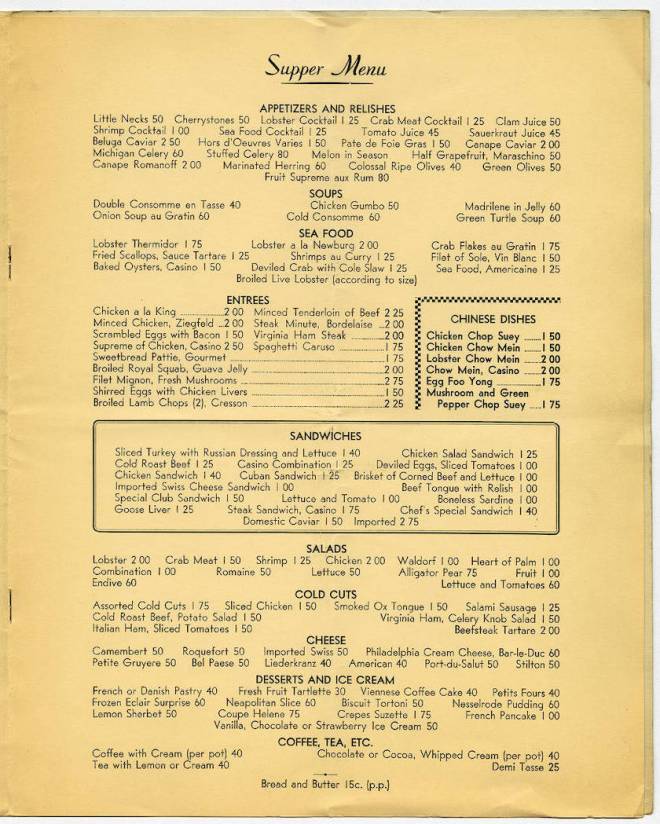 Supper Menu
APPETIZERS AND RELISHES
Little Necks 50 Cherrystones 50 Lobster Cocktail 1 25 Crab Meat Cocktail 1 25 Clam Juice 50
Shrimp Cocktail 1 00 Sea Food Cocktail 1 25 Tomato Juice 45 Sauerkraut Juice 45
Beluga Caviar 2 50 Hors d'Oeuvres Varies 1 50 Pate de Foie Gras 1 50 Canape Caviar 2 00
Michigan Celery 60 Stuffed Celery 80 Melon in Season Half Grapefruit, Maraschino 50
Canape Romanoff 2 00 Marinated Herring 60 Colossal Ripe Olives 40 Green Olives 50
Fruit Supreme aux Rum 80
SOUPS
Double Consomme en Tasse 40 Chicken Gumbo 50 Madrilene in Jelly 60
Onion Soup au Gratin 60 Cold Consomme 60 Green Turtle Soup 60
SEA FOOD
Lobster Thermidor 1 75 Lobster a la Newburg 2 00 Crab Flakes au Gratin 1 75
Fried Scallops, Sauce Tartare 1 25 Shrimps au Curry 1 25 Filet of Sole, Vin Blanc 1 50
Baked Oysters, Casino 1 50 Deviled Crab with Cole Slaw 1 25 Sea Food, Americaine 1 25
Broiled Live Lobster (according to size)
ENTREES
Chicken a la King 2 00 Minced Tenderloin of Beef 2 25
Minced Chicken, Ziegfeld 2 00 Steak Minute, Bordelaise 2 00
Scrambled Eggs with Bacon 1 50 Virginia Ham Steak 2 00
Supreme of Chicken, Casino 2 50 Spaghetti Caruso 1 75
Sweetbread Pattie, Gourmet 1 75
Broiled Royal Squab, Guava Jelly 2 00
Filet Mignon, Fresh Mushrooms 2 75
Shirred Eggs with Chicken Livers 1 50
Broiled Lamb Chops (2), Cresson 2 25
CHINESE DISHES
Chicken Chop Suey 1 50
Chicken Chow Mein 1 50
Lobster Chow Mein 2 00
Chow Mein, Casino 2 00
Egg Foo Yong 1 75
Mushroom and Green
Pepper Chop Suey 1 75
SANDWICHES
Sliced Turkey with Russian Dressing and Lettuce 1 40 Chicken Salad Sandwich 1 25
Cold Roast Beef 1 25 Casino Combination 1 25 Deviled Eggs, Sliced Tomatoes 1 00
Chicken Sandwich 1 40 Cuban Sandwich 1 25 Brisket of Corned Beef and Lettuce 1 00
Imported Swiss Cheese Sandwich 1 00 Beef Tongue with Relish 1 00
Special Club Sandwich 1 50 Lettuce and Tomato 1 00 Boneless Sardine 1 00
Goose Liver 1 25 Steak Sandwich, Casino 1 75 Chef's Special Sandwich 1 40
Domestic Caviar 1 50 Imported 2 75
SALADS
Lobster 2 00 Crab Meat 1 50 Shrimp 1 25 Chicken 2 00 Waldorf 1 00 Heart of Palm 1 00
Combination 1 00 Romaine 50 Lettuce 50 Alligator Pear 75 Fruit 1 00
Endive 60 Lettuce and Tomatoes 60
COLD CUTS
Assorted Cold Cuts 1 75 Sliced Chicken 1 50 Smoked Ox Tongue 1 50 Salami Sausage 1 25
Cold Roast Beef, Potato Salad 1 50 Virginia Ham, Celery Knob Salad 1 50
Italian Ham, Sliced Tomatoes 1 50 Beefsteak Tartare 2 00
CHEESE
Camembert 50 Roquefort 50 Imported Swiss 50 Philadelphia Cream Cheese, Bar-le-Duc 60
Petite Gruyere 50 Bel Paese 50 Liederkranz 40 American 40 Port-du-Salut 50 Stilton 50
DESSERTS AND ICE CREAM
French or Danish Pastry 40 Fresh Fruit Tartlette 30 Viennese Coffee Cake 40 Petits Fours 40
Frozen Eclair Surprise 60 Neapolitan Slice 60 Biscuit Tortoni 50 Nesselrode Pudding 60
Lemon Sherbet 50 Coupe Helene 75 Crepes Suzette 1 75 French Pancake 1 00
Vanilla, Chocolate or Strawberry Ice Cream 50
COFFEE, TEA, ETC.
Coffee with Cream (per pot) 40 Chocolate or Cocoa, Whipped Cream (per pot) 40
Tea with Lemon or Cream 40 Demi Tasse 25
Bread and Butter 15c. (p.p.)